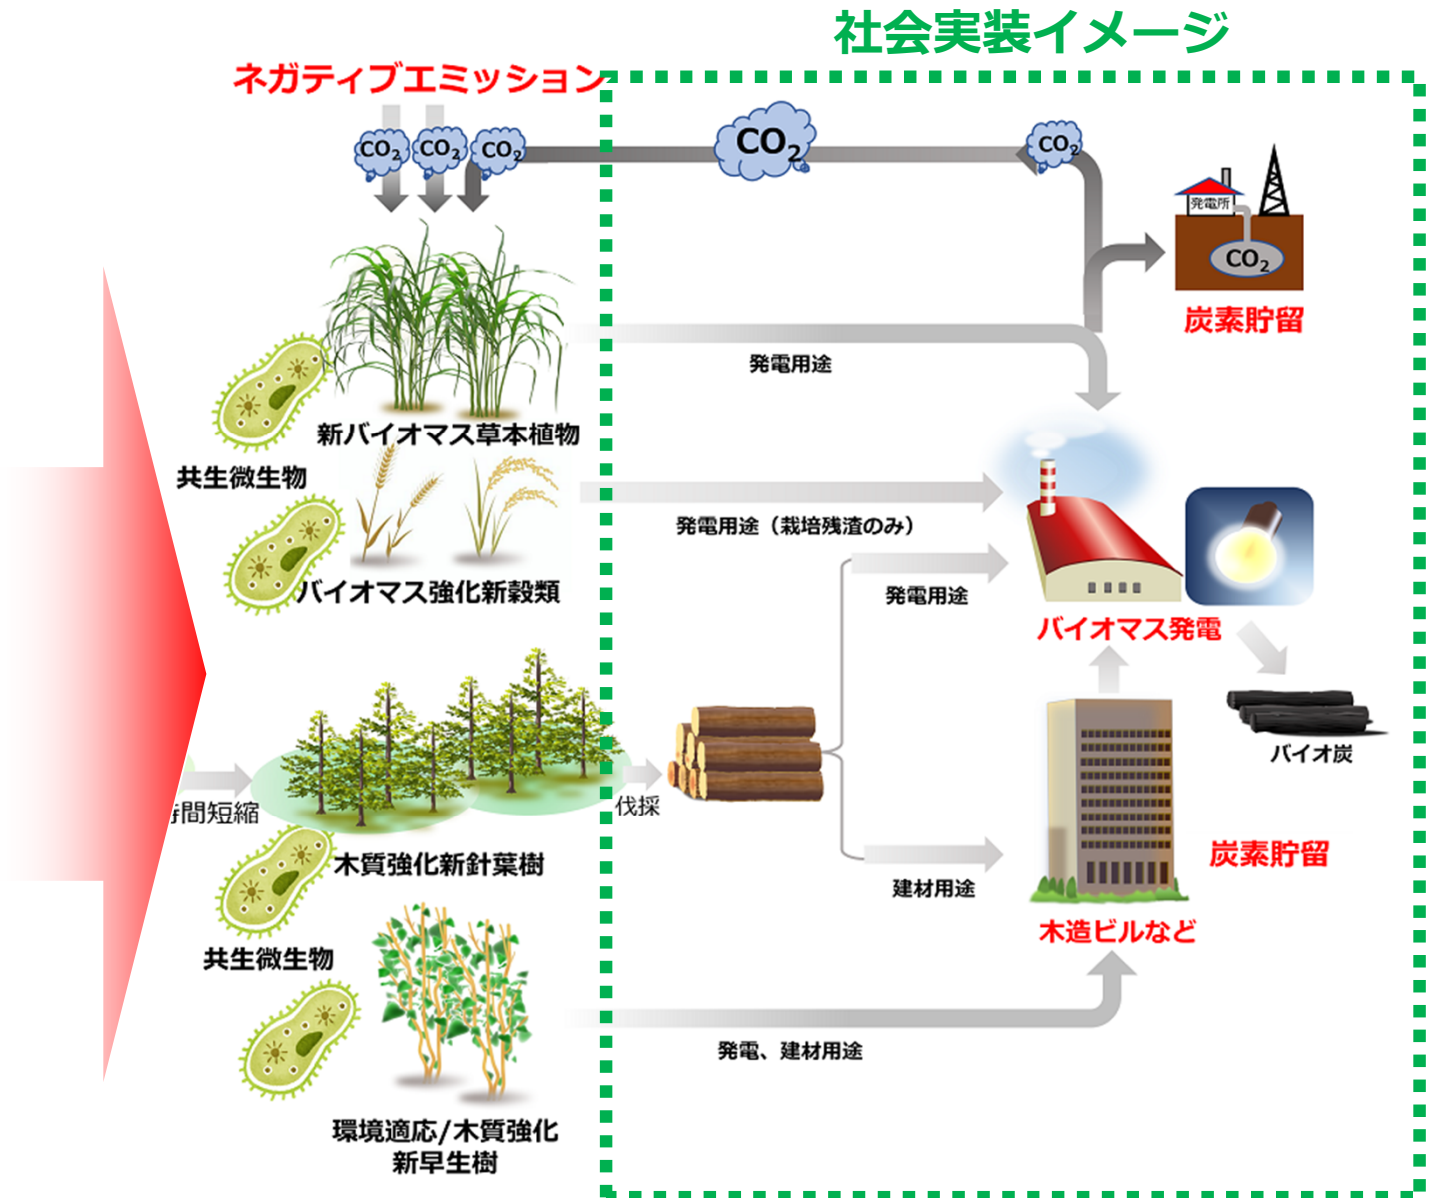 社会実装イメージ
ネガティブエミッション
CO2
CO2
CO2
CO2
CO2
発電所
CO2
炭素貯留
発電用途
新バイオマス草本植物
共生微生物
発電用途（栽培残渣のみ）
バイオマス強化新穀類
発電用途
バイオマス発電
バイオ炭
時間短縮
伐採
木質強化新針葉樹
炭素貯留
建材用途
木造ビルなど
共生微生物
発電、建材用途
環境適応/木質強化
新早生樹